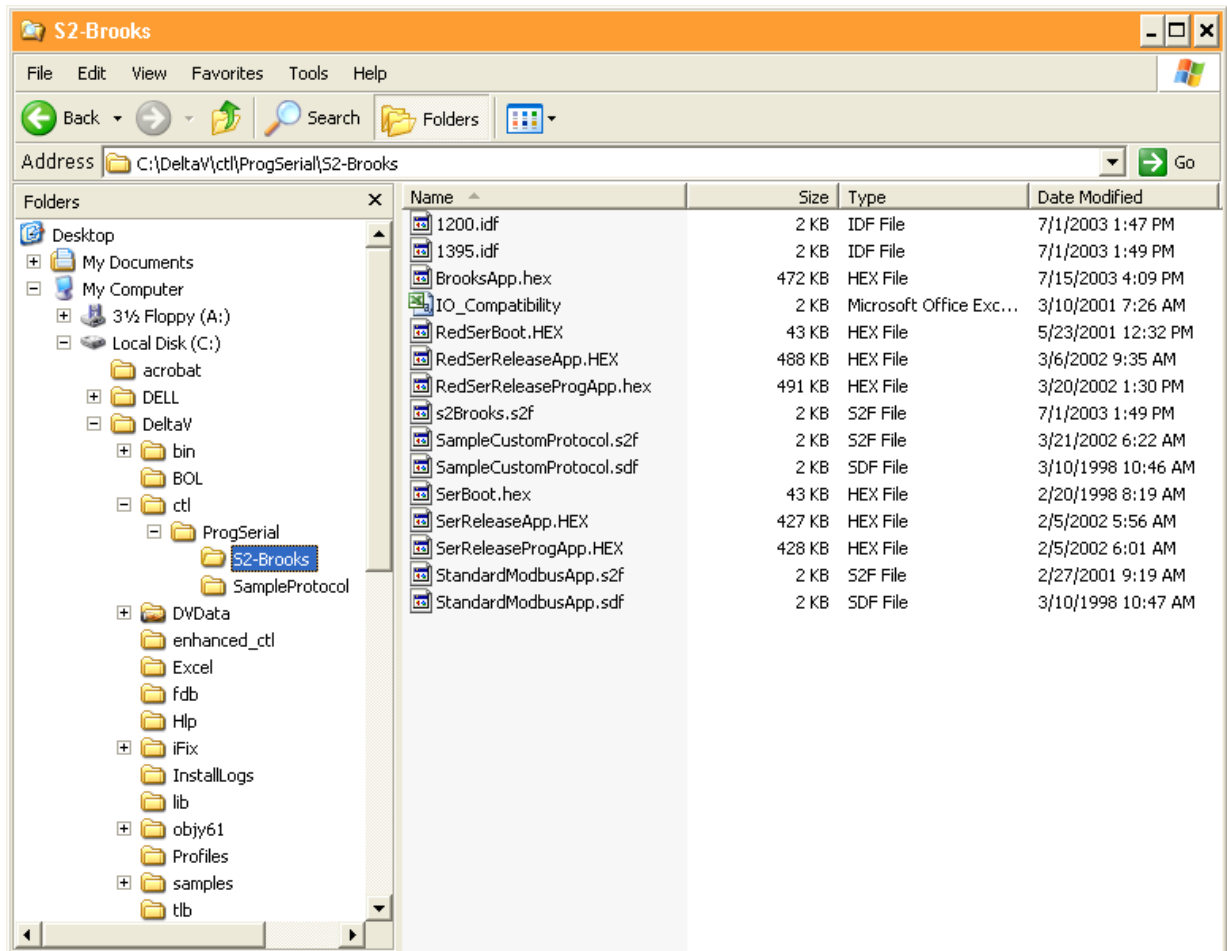 S2-Brooks
File Edit View Favorites Tools Help
Back Search Folders
Address C:\DeltaV\ctl\ProgSerial\S2-Brooks Go
Folders
Desktop
My Documents
My Computer
3½ Floppy (A:)
Local Disk (C:)
acrobat
DELL
DeltaV
bin
BOL
ctl
ProgSerial
S2-Brooks
SampleProtocol
DVData
enhanced_ctl
Excel
fdb
Hlp
iFix
InstallLogs
lib
objy61
Profiles
samples
tlb
Name Size Type Date Modified
1200.idf 2 KB IDF File 7/1/2003 1:47 PM
1395.idf 2 KB IDF File 7/1/2003 1:49 PM
BrooksApp.hex 472 KB HEX File 7/15/2003 4:09 PM
IO_Compatibility 2 KB Microsoft Office Exc... 3/10/2001 7:26 AM
RedSerBoot.HEX 43 KB HEX File 5/23/2001 12:32 PM
RedSerReleaseApp.HEX 488 KB HEX File 3/6/2002 9:35 AM
RedSerReleaseProgApp.hex 491 KB HEX File 3/20/2002 1:30 PM
s2Brooks.s2f 2 KB S2F File 7/1/2003 1:49 PM
SampleCustomProtocol.s2f 2 KB S2F File 3/21/2002 6:22 AM
SampleCustomProtocol.sdf 2 KB SDF File 3/10/1998 10:46 AM
SerBoot.hex 43 KB HEX File 2/20/1998 8:19 AM
SerReleaseApp.HEX 427 KB HEX File 2/5/2002 5:56 AM
SerReleaseProgApp.HEX 428 KB HEX File 2/5/2002 6:01 AM
StandardModbusApp.s2f 2 KB S2F File 2/27/2001 9:19 AM
StandardModbusApp.sdf 2 KB SDF File 3/10/1998 10:47 AM